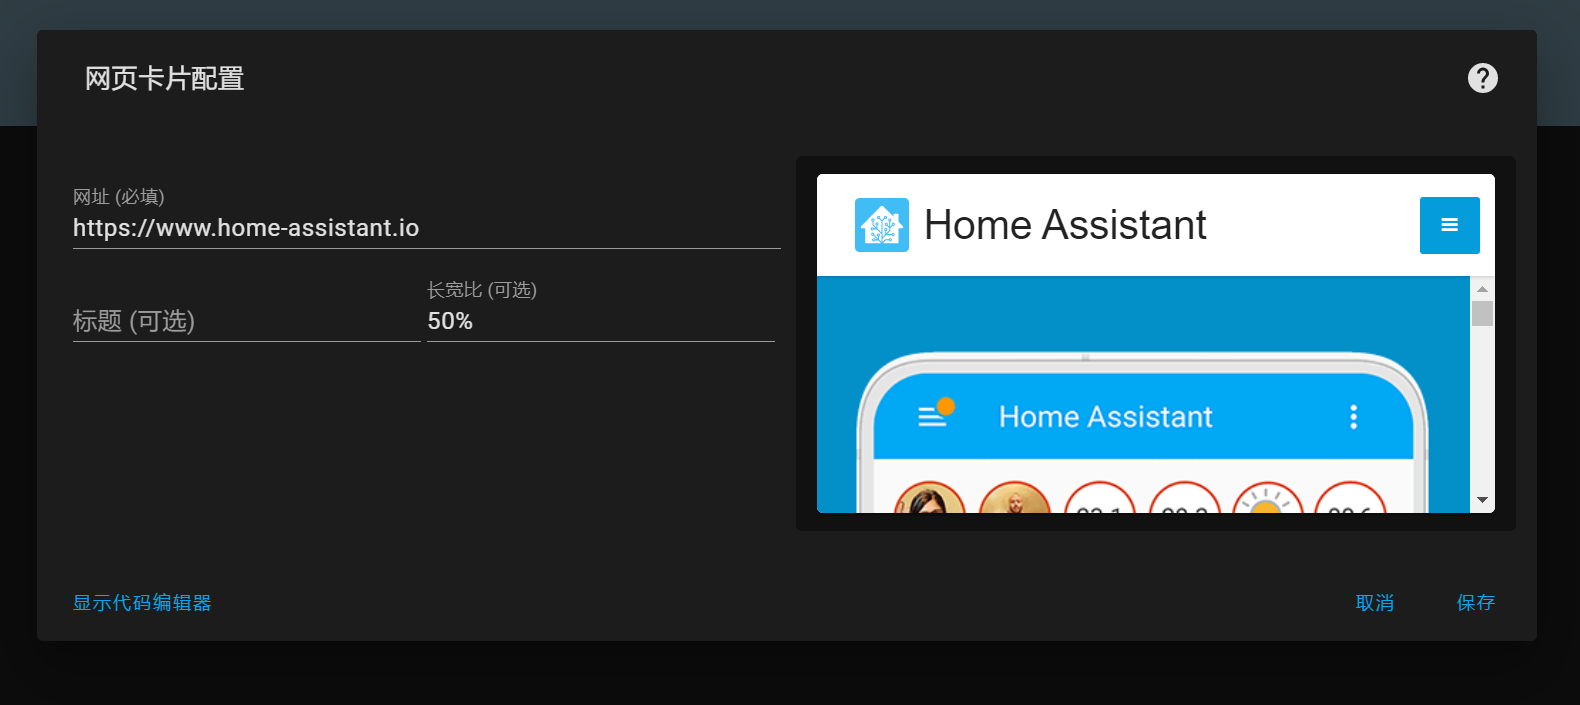 网页卡片配置
网址 (必填)
https://www.home-assistant.io
标题 (可选)
长宽比 (可选)
50%
Home Assistant
Home Assistant
显示代码编辑器
取消
保存